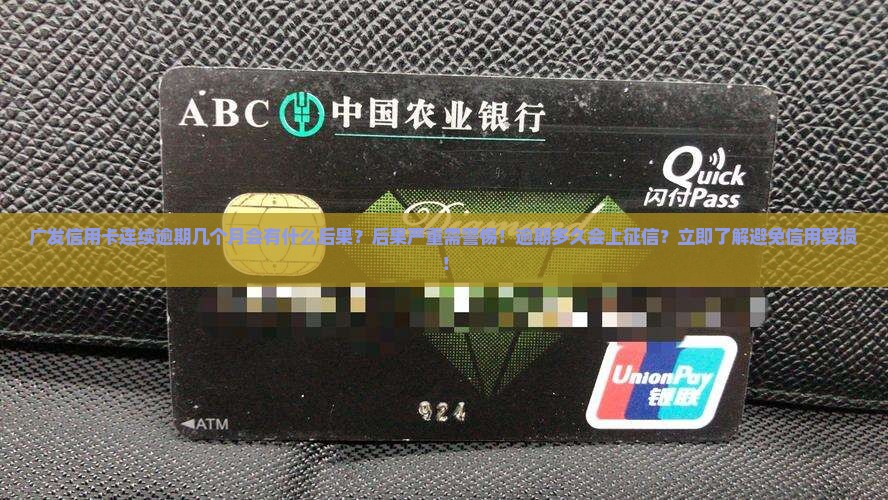 ABC 中国农业银行
Quick
闪付Pass
Diamond
广发信用卡连续逾期几个月会有什么后果？后果严重需警惕！逾期多久会上征信？立即了解避免信用受损
！
UnionPay
银联
924
ATM